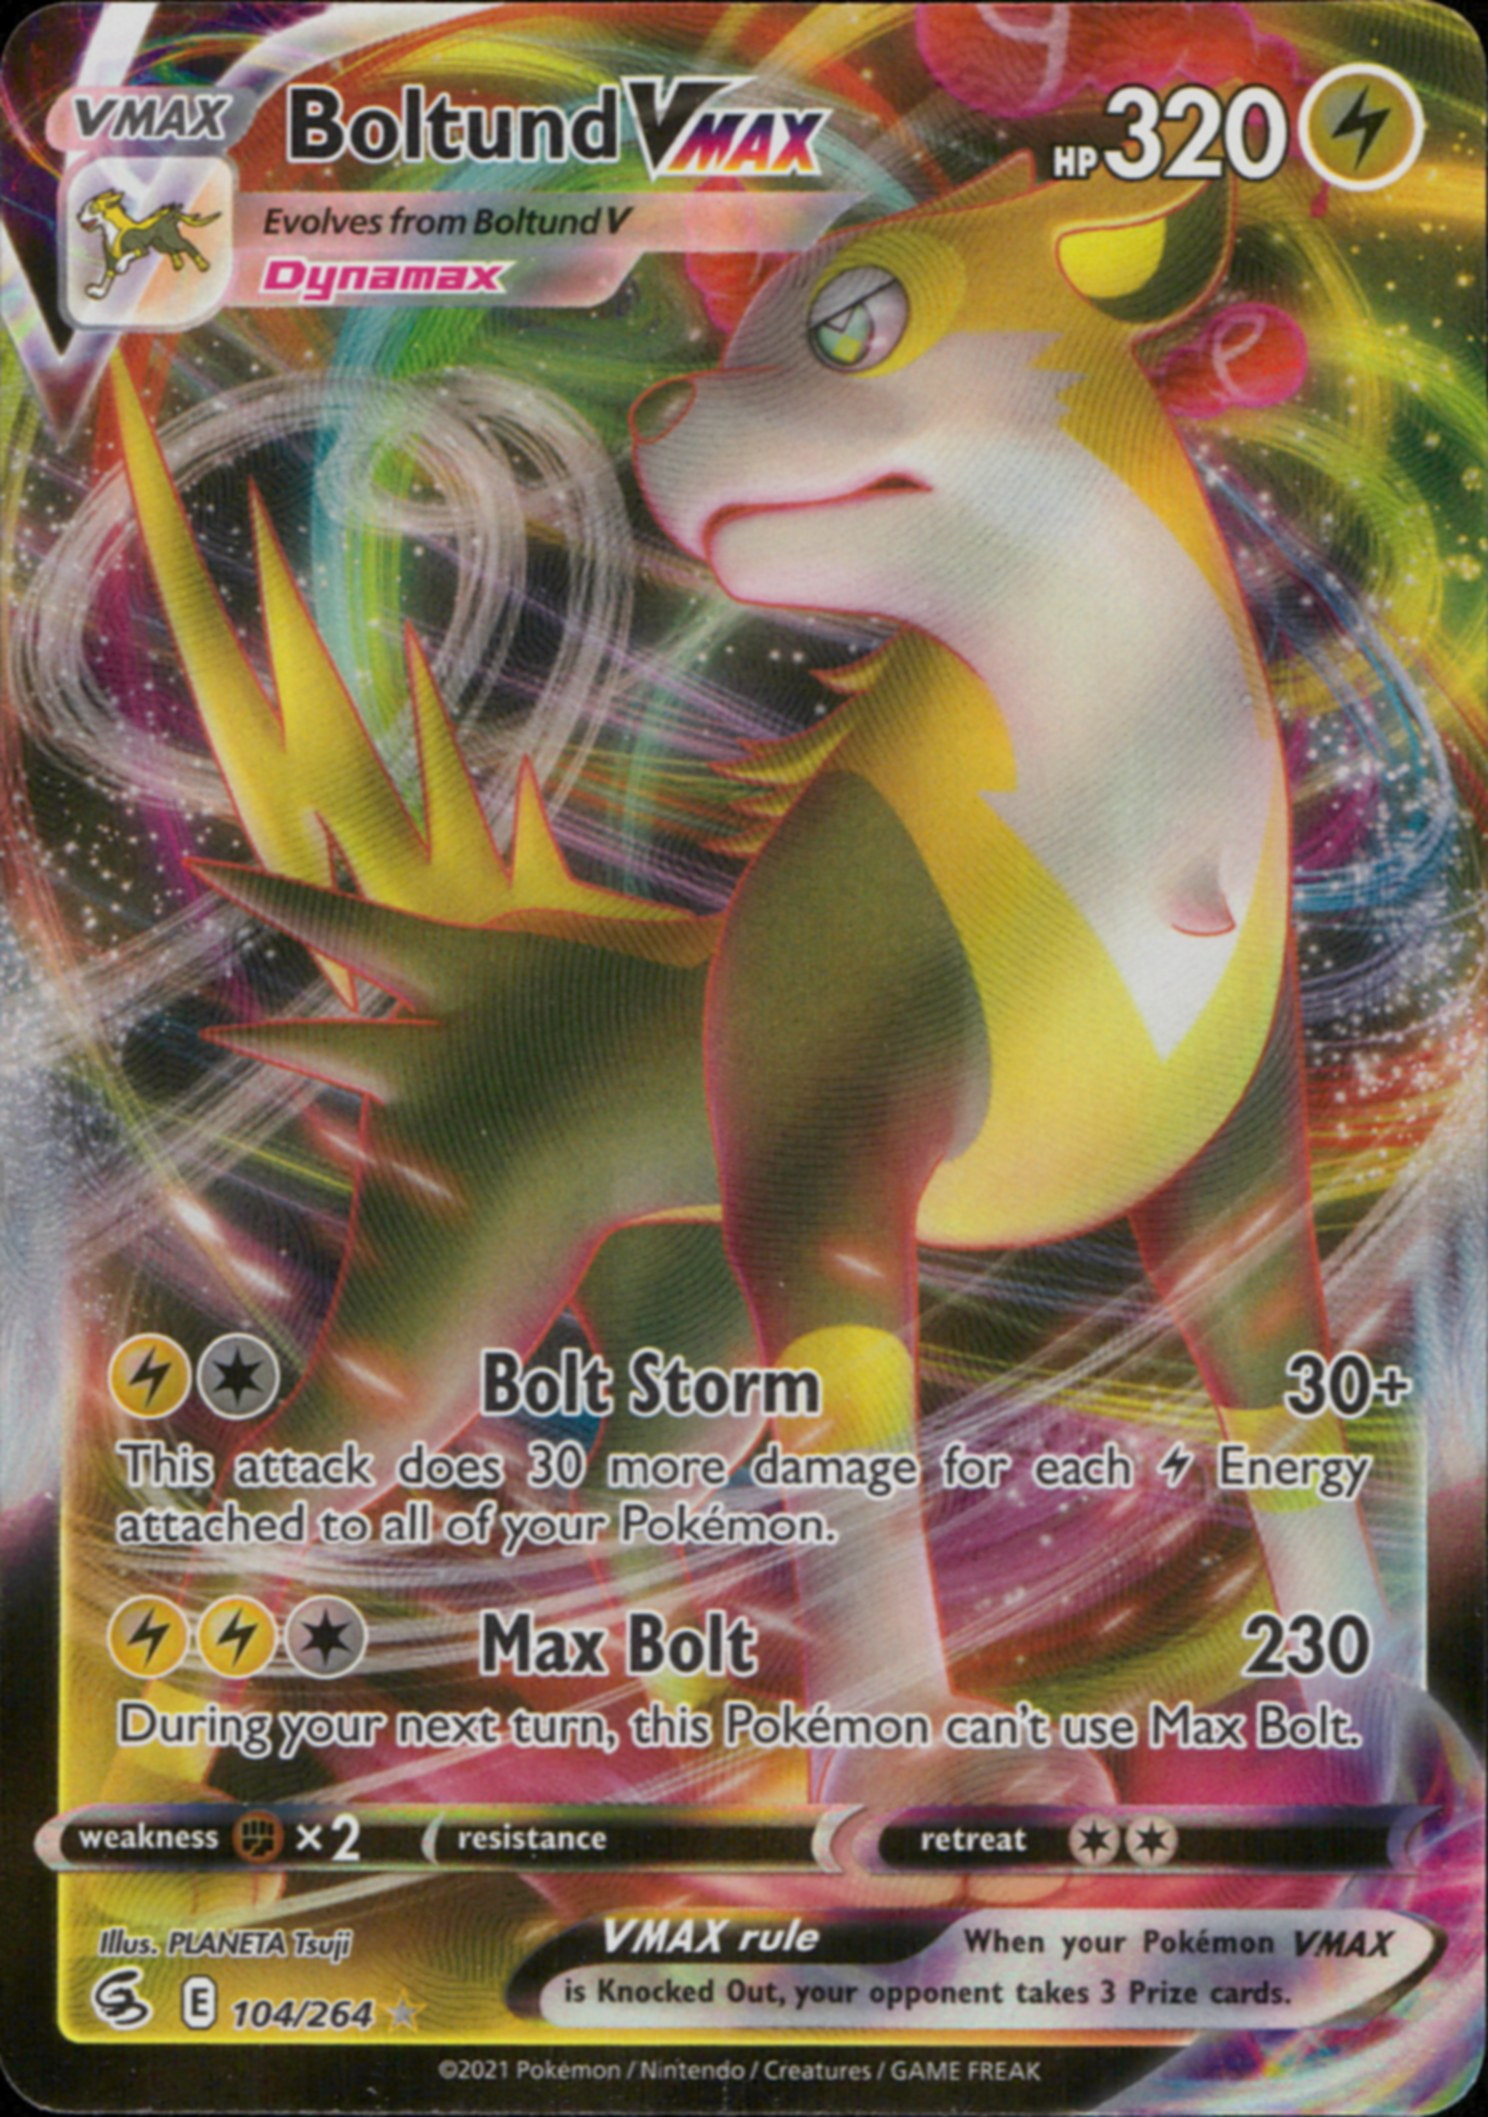 VMAX
Boltund VMAX
HP 320
Evolves from Boltund V
Dynamax
Bolt Storm 30+
This attack does 30 more damage for each Energy
attached to all of your Pokémon.
Max Bolt 230
During your next turn, this Pokémon can't use Max Bolt.
weakness ×2 resistance retreat
Illus. PLANETA Tsuji
VMAX rule When your Pokémon VMAX
is Knocked Out, your opponent takes 3 Prize cards.
E 104/264
©2021 Pokémon / Nintendo / Creatures / GAME FREAK